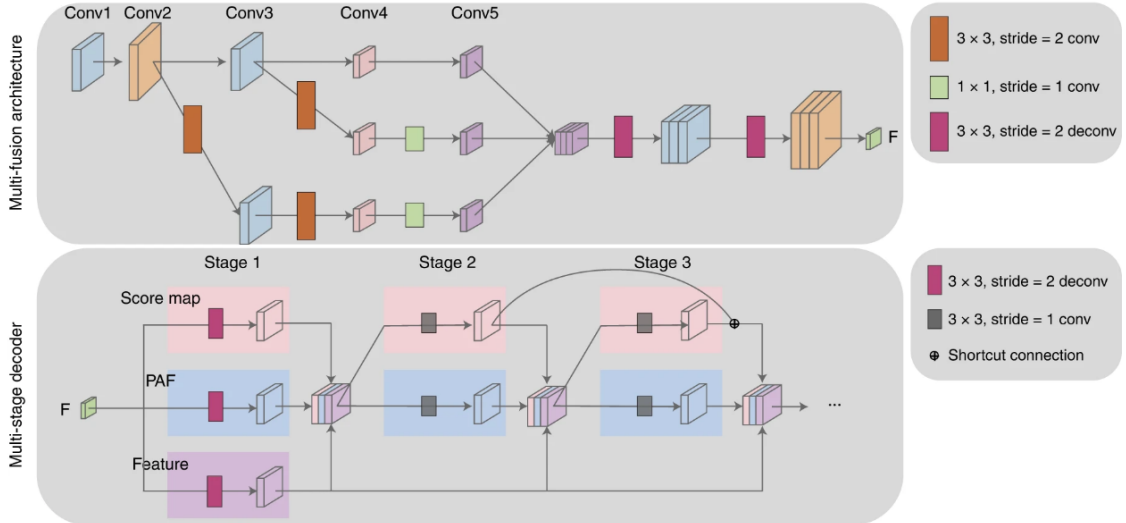 Multi-fusion architecture
Conv1 Conv2 Conv3 Conv4 Conv5
F
3 × 3, stride = 2 conv
1 × 1, stride = 1 conv
3 × 3, stride = 2 deconv
Multi-stage decoder
Stage 1 Stage 2 Stage 3
Score map
PAF
F
...
Feature
3 × 3, stride = 2 deconv
3 × 3, stride = 1 conv
Shortcut connection